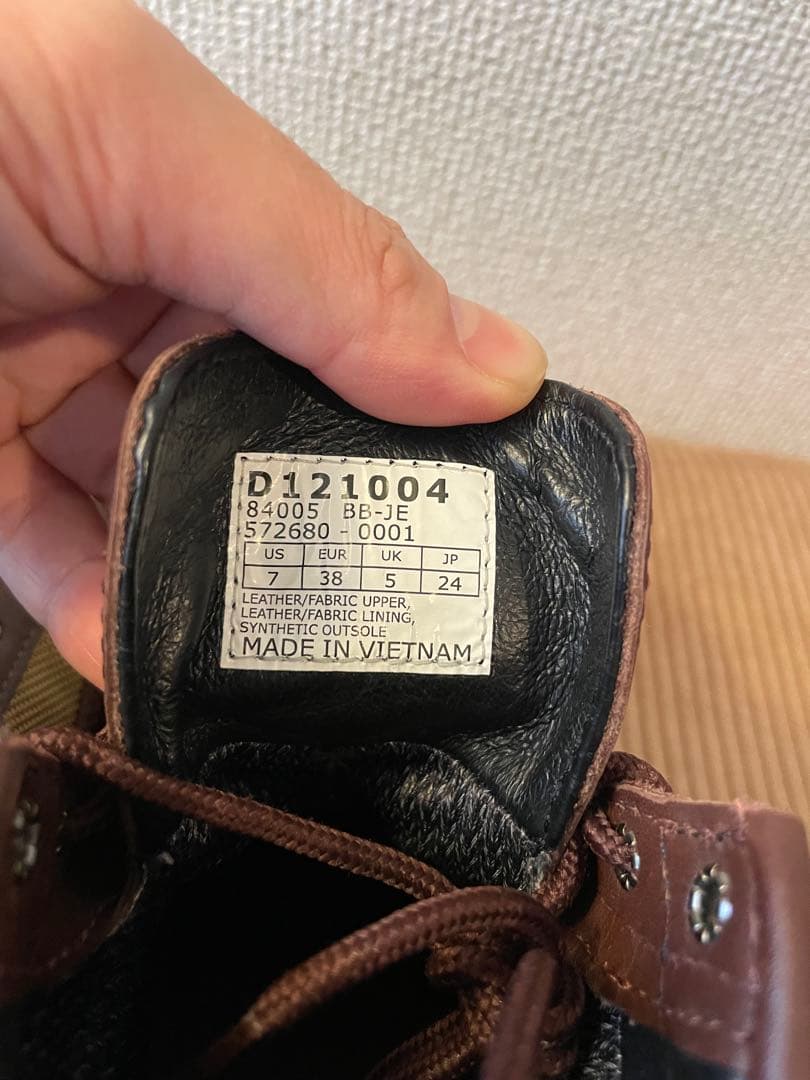 D121004
84005 BB-JE
572680 - 0001
US EUR UK JP
7 38 5 24
LEATHER/FABRIC UPPER,
LEATHER/FABRIC LINING,
SYNTHETIC OUTSOLE
MADE IN VIETNAM